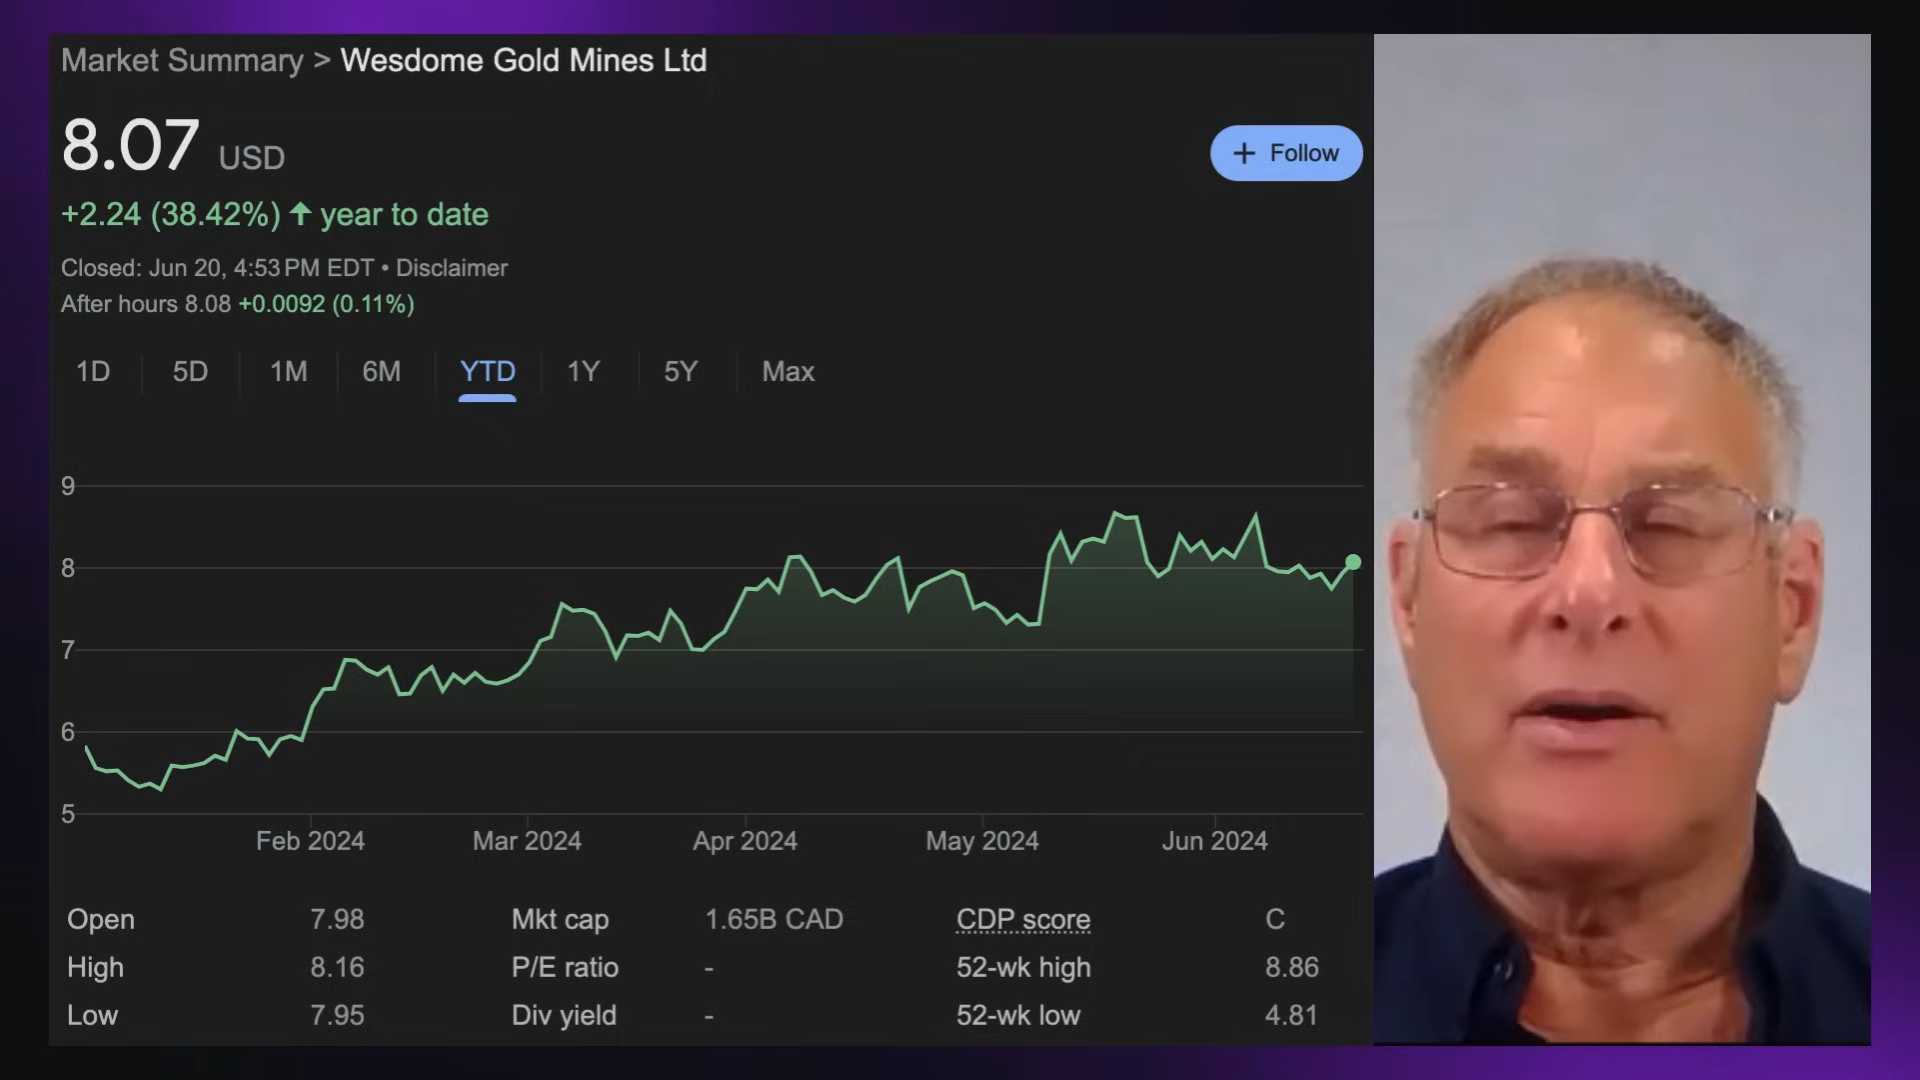 Market Summary > Wesdome Gold Mines Ltd
8.07 USD
+ Follow
+2.24 (38.42%) ↑ year to date
Closed: Jun 20, 4:53 PM EDT • Disclaimer
After hours 8.08 +0.0092 (0.11%)
1D 5D 1M 6M YTD 1Y 5Y Max
9
8
7
6
5
Feb 2024 Mar 2024 Apr 2024 May 2024 Jun 2024
Open 7.98 Mkt cap 1.65B CAD CDP score C
High 8.16 P/E ratio - 52-wk high 8.86
Low 7.95 Div yield - 52-wk low 4.81